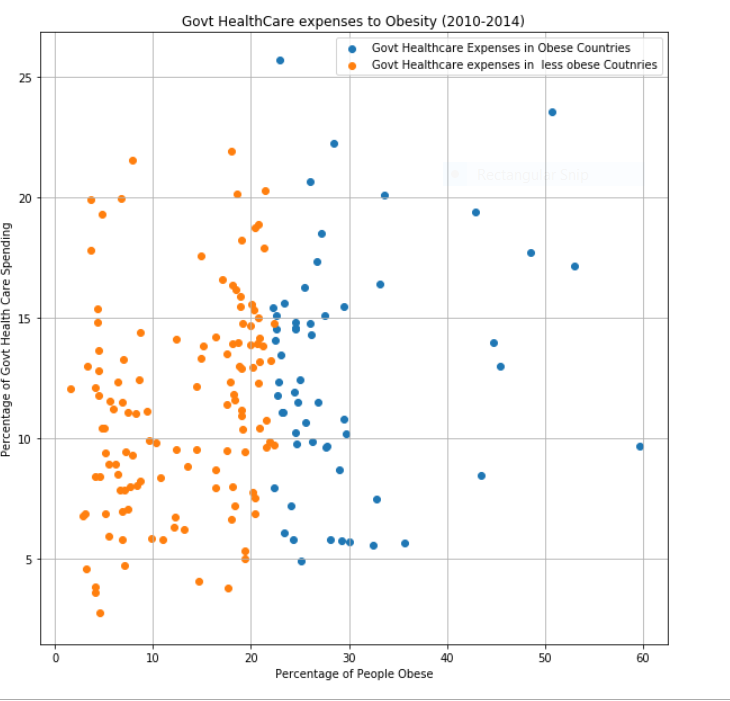 Govt HealthCare expenses to Obesity (2010-2014)
Govt Healthcare Expenses in Obese Countries
Govt Healthcare expenses in  less obese Coutnries
Rectangular Snip
Percentage of Govt Health Care Spending
25
20
15
10
5
0 10 20 30 40 50 60
Percentage of People Obese